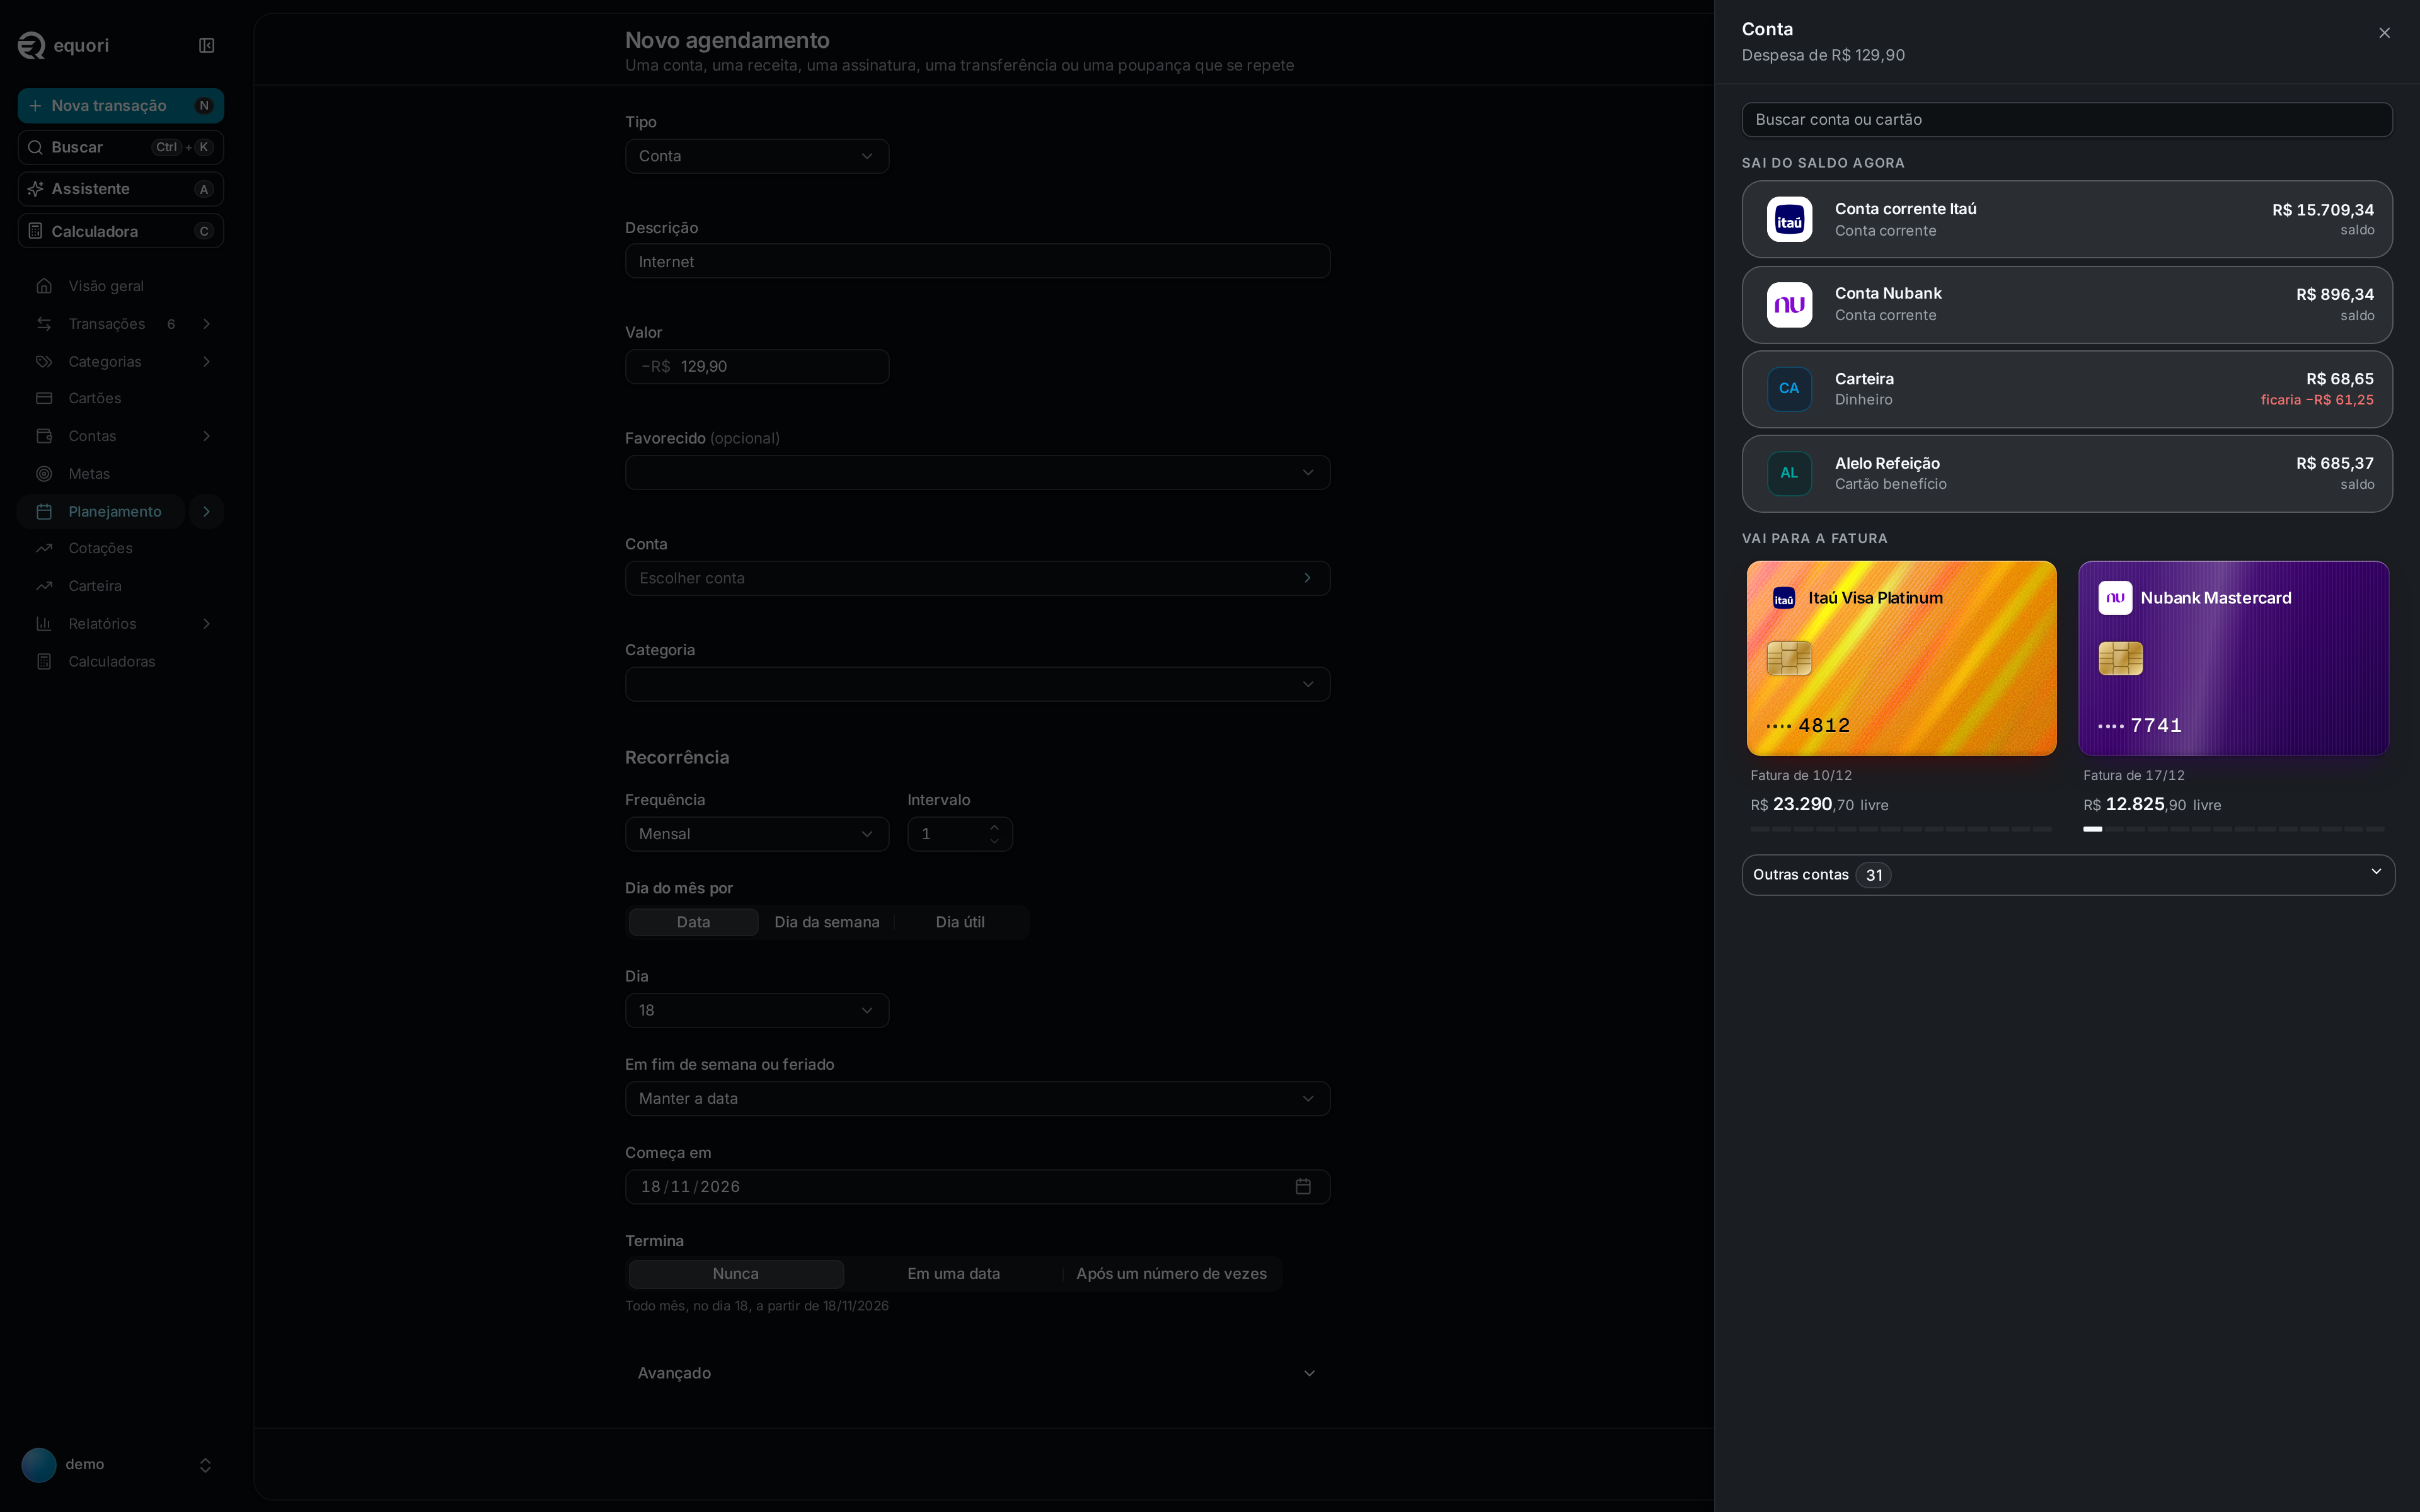 equori
Nova transação N
Buscar Ctrl + K
Assistente A
Calculadora C
Visão geral
Transações 6
Categorias
Cartões
Contas
Metas
Planejamento
Cotações
Carteira
Relatórios
Calculadoras
demo
Novo agendamento
Uma conta, uma receita, uma assinatura, uma transferência ou uma poupança que se repete
Tipo
Conta
Descrição
Internet
Valor
−R$ 129,90
Favorecido (opcional)
Conta
Escolher conta
Categoria
Recorrência
Frequência Intervalo
Mensal 1
Dia do mês por
Data Dia da semana Dia útil
Dia
18
Em fim de semana ou feriado
Manter a data
Começa em
18/11/2026
Termina
Nunca Em uma data Após um número de vezes
Todo mês, no dia 18, a partir de 18/11/2026
Avançado
Conta
Despesa de R$ 129,90
Buscar conta ou cartão
SAI DO SALDO AGORA
itaú
Conta corrente Itaú R$ 15.709,34
Conta corrente saldo
nu
Conta Nubank R$ 896,34
Conta corrente saldo
CA
Carteira R$ 68,65
Dinheiro ficaria −R$ 61,25
AL
Alelo Refeição R$ 685,37
Cartão benefício saldo
VAI PARA A FATURA
itaú Itaú Visa Platinum
•••• 4812
Fatura de 10/12
R$ 23.290,70 livre
nu Nubank Mastercard
•••• 7741
Fatura de 17/12
R$ 12.825,90 livre
Outras contas 31